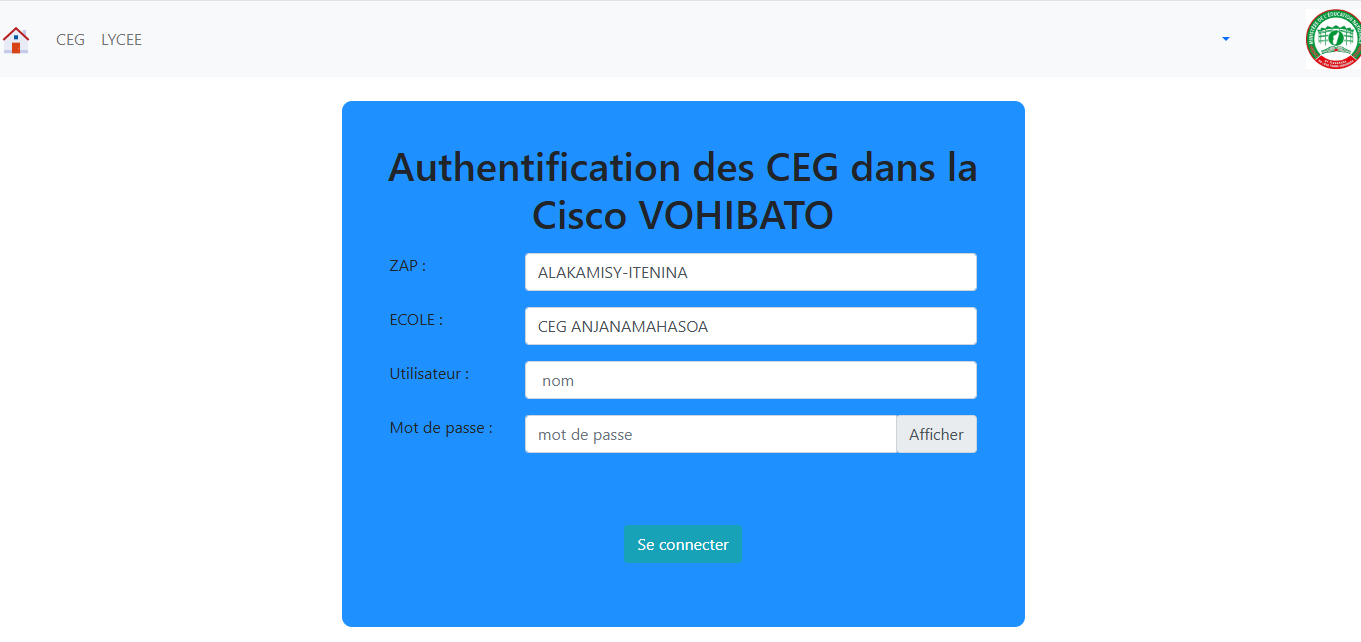 CEG LYCEE
Authentification des CEG dans la
Cisco VOHIBATO
ZAP :
ALAKAMISY-ITENINA
ECOLE :
CEG ANJANAMAHASOA
Utilisateur :
nom
Mot de passe :
mot de passe
Afficher
Se connecter